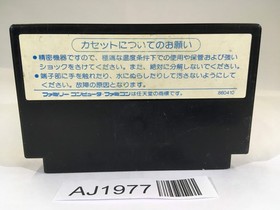 カセットについてのお願い
●精密機器ですので、極端な温度条件下での使用や保管および強い
ショックをさけてください。また、絶対に分解しないでください。
●端子部に手を触れたり、水にぬらしたりして汚さないようにして
ください。故障の原因となります。
ファミリーコンピュータ・ファミコンは任天堂の商標です。
880410
AJ1977